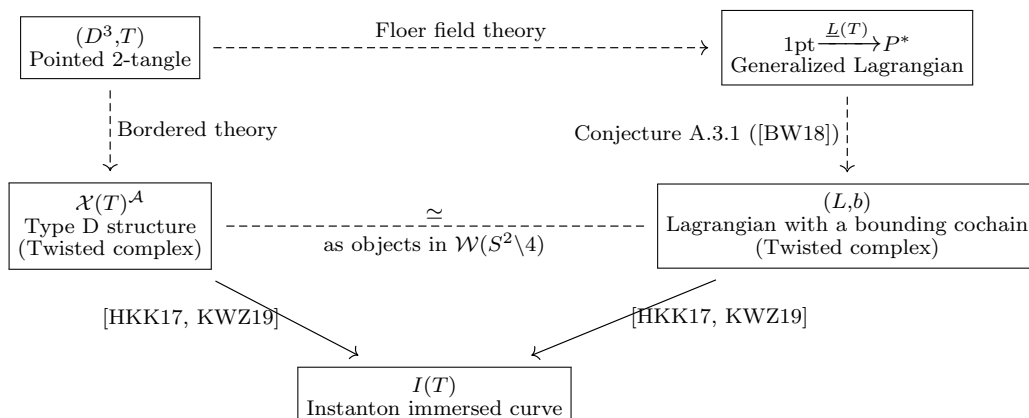 (D³,T)
Pointed 2-tangle
Floer field theory
1pt —L(T)→ P*
Generalized Lagrangian
Bordered theory
Conjecture A.3.1 ([BW18])
𝒳(T)^𝒜
Type D structure
(Twisted complex)
≃
as objects in 𝒲(S²\4)
(L,b)
Lagrangian with a bounding cochain
(Twisted complex)
[HKK17, KWZ19]
[HKK17, KWZ19]
I(T)
Instanton immersed curve